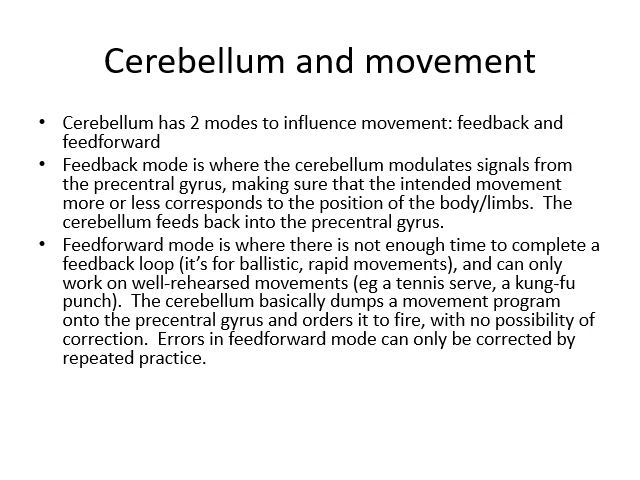 Cerebellum and movement
• Cerebellum has 2 modes to influence movement: feedback and
feedforward
• Feedback mode is where the cerebellum modulates signals from
the precentral gyrus, making sure that the intended movement
more or less corresponds to the position of the body/limbs.  The
cerebellum feeds back into the precentral gyrus.
• Feedforward mode is where there is not enough time to complete a
feedback loop (it’s for ballistic, rapid movements), and can only
work on well-rehearsed movements (eg a tennis serve, a kung-fu
punch).  The cerebellum basically dumps a movement program
onto the precentral gyrus and orders it to fire, with no possibility of
correction.  Errors in feedforward mode can only be corrected by
repeated practice.